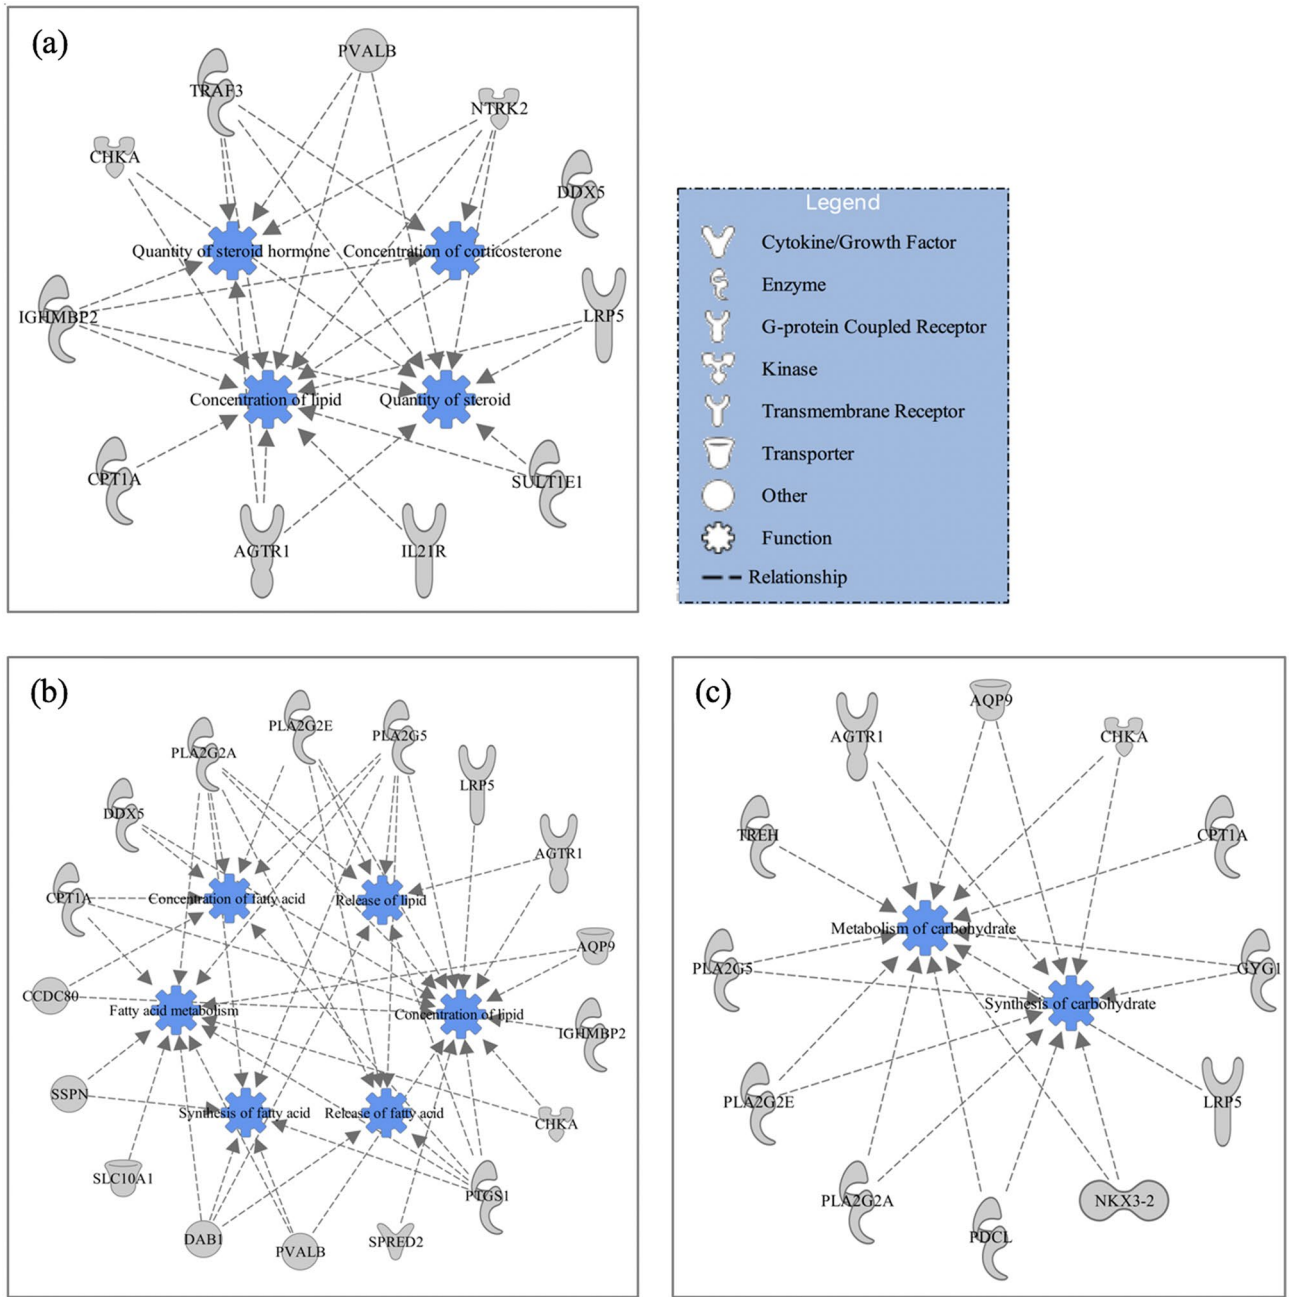 (a)
PVALB
TRAF3
NTRK2
CHKA
DDX5
Quantity of steroid hormone
Concentration of corticosterone
IGHMBP2
LRP5
Concentration of lipid
Quantity of steroid
CPT1A
SULT1E1
AGTR1
IL21R
Legend
Cytokine/Growth Factor
Enzyme
G-protein Coupled Receptor
Kinase
Transmembrane Receptor
Transporter
Other
Function
Relationship
(b)
PLA2G2E
PLA2G5
PLA2G2A
LRP5
DDX5
AGTR1
CPT1A
Concentration of fatty acid
Release of lipid
AQP9
CCDC80
Fatty acid metabolism
Concentration of lipid
IGHMBP2
SSPN
Synthesis of fatty acid
Release of fatty acid
CHKA
SLC10A1
PTGS1
DAB1
PVALB
SPRED2
(c)
AQP9
AGTR1
CHKA
TREH
CPT1A
Metabolism of carbohydrate
PLA2G5
GYG1
Synthesis of carbohydrate
PLA2G2E
LRP5
PLA2G2A
NKX3-2
PDCL